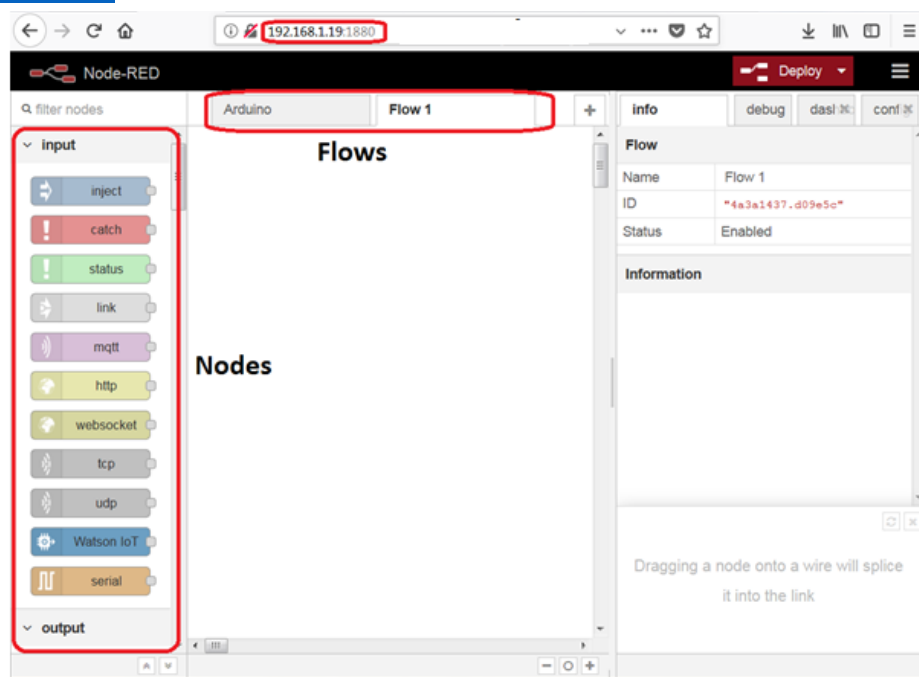 192.168.1.19:1880
Node-RED
Deploy
filter nodes
Arduino
Flow 1
info
debug
dasl
conf
input
inject
catch
status
link
mqtt
http
websocket
tcp
udp
Watson IoT
serial
output
Flows
Nodes
Flow
Name Flow 1
ID "4a3a1437.d09e5c"
Status Enabled
Information
Dragging a node onto a wire will splice
it into the link